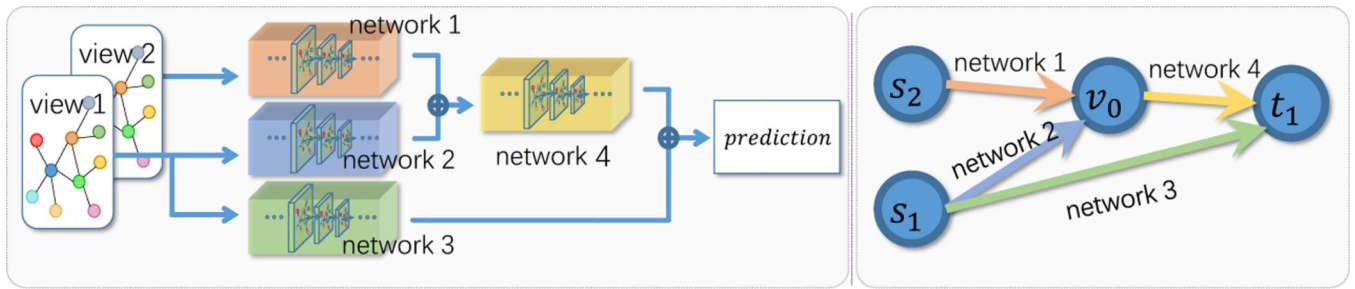 view 2
view 1
network 1
network 2
network 3
network 4
prediction
s₂
network 1
v₀
network 4
t₁
network 2
s₁
network 3